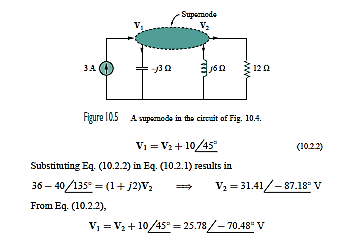 Supernode
V₁ V₂
3 A −j3 Ω j6 Ω 12 Ω
Figure 10.5 A supernode in the circuit of Fig. 10.4.
V₁ = V₂ + 10/45° (10.2.2)
Substituting Eq. (10.2.2) in Eq. (10.2.1) results in
36 − 40/135° = (1 + j2)V₂ ⟹ V₂ = 31.41/−87.18° V
From Eq. (10.2.2),
V₁ = V₂ + 10/45° = 25.78/−70.48° V